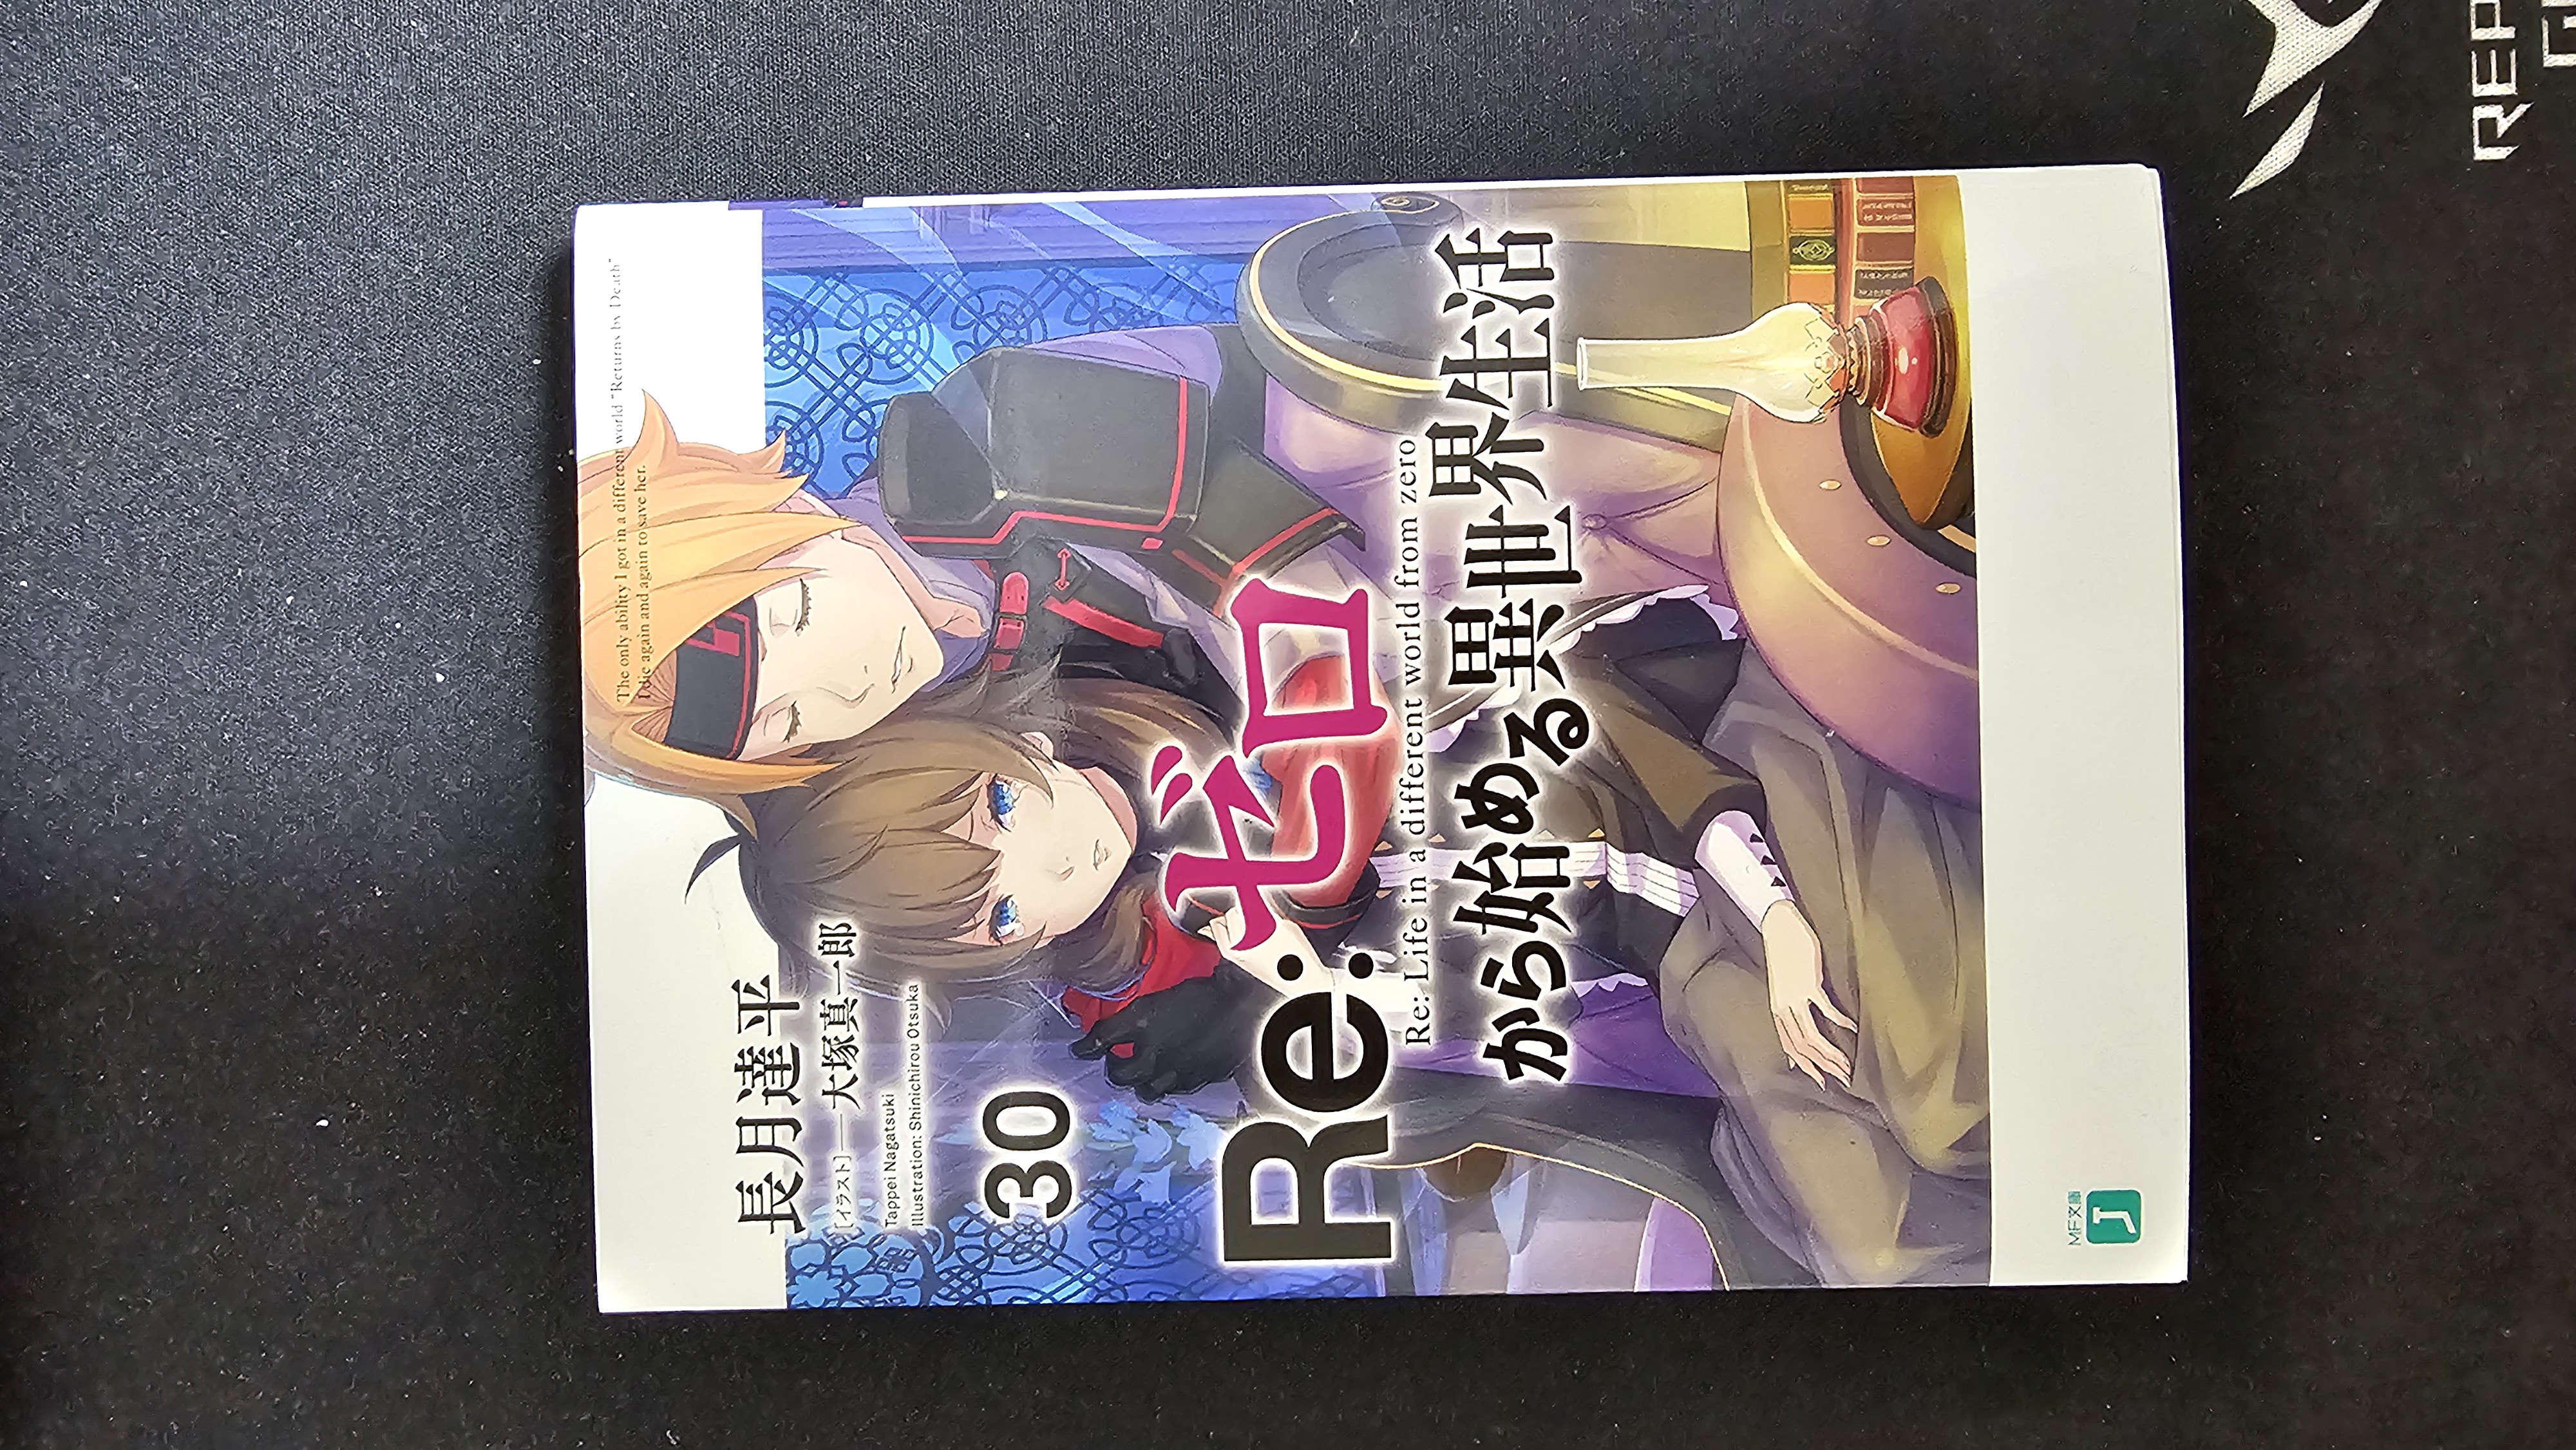 The only ability I got in a different world "Returns by Death"
I die again and again to save her.
長月達平
[イラスト]──大塚真一郎
Tappei Nagatsuki
Illustration: Shinichirou Otsuka
30
Re:ゼロ
Re: Life in a different world from zero
から始める異世界生活
MF文庫
J